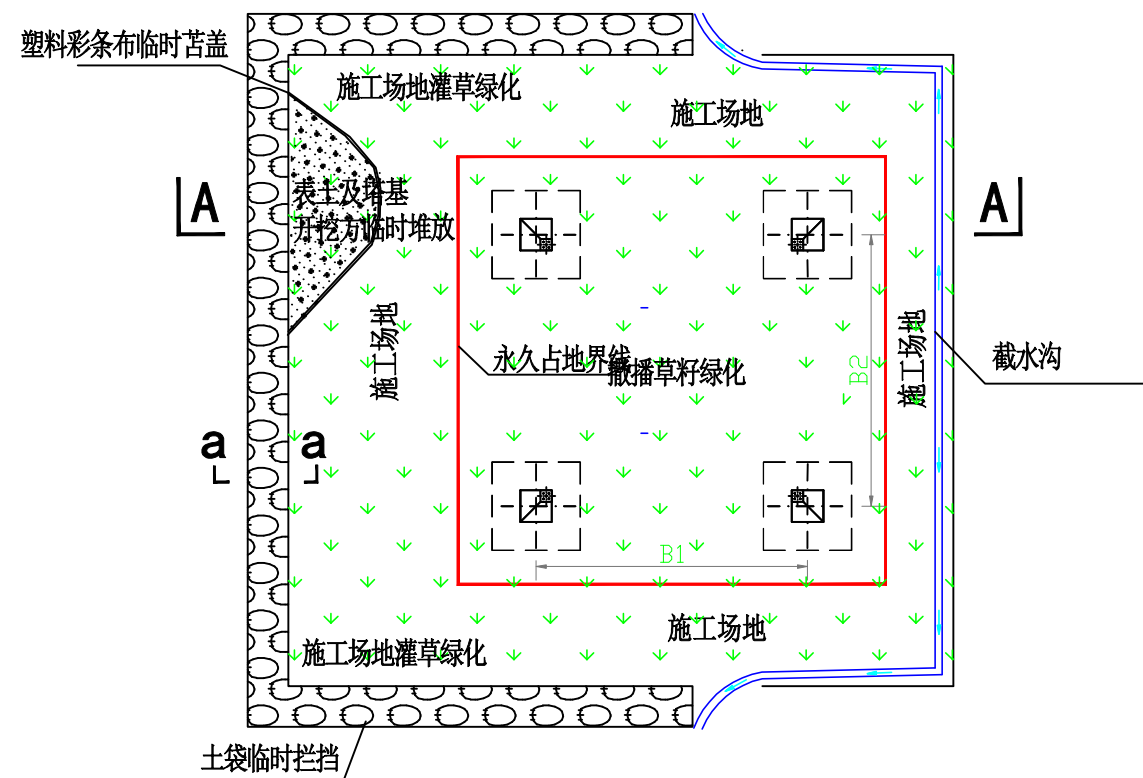 塑料彩条布临时苫盖
施工场地灌草绿化
施工场地
A
A
表土及塔基
开挖方临时堆放
施工场地
施工场地
永久占地界线
撒播草籽绿化
B2
截水沟
a
a
B1
施工场地
施工场地灌草绿化
土袋临时拦挡